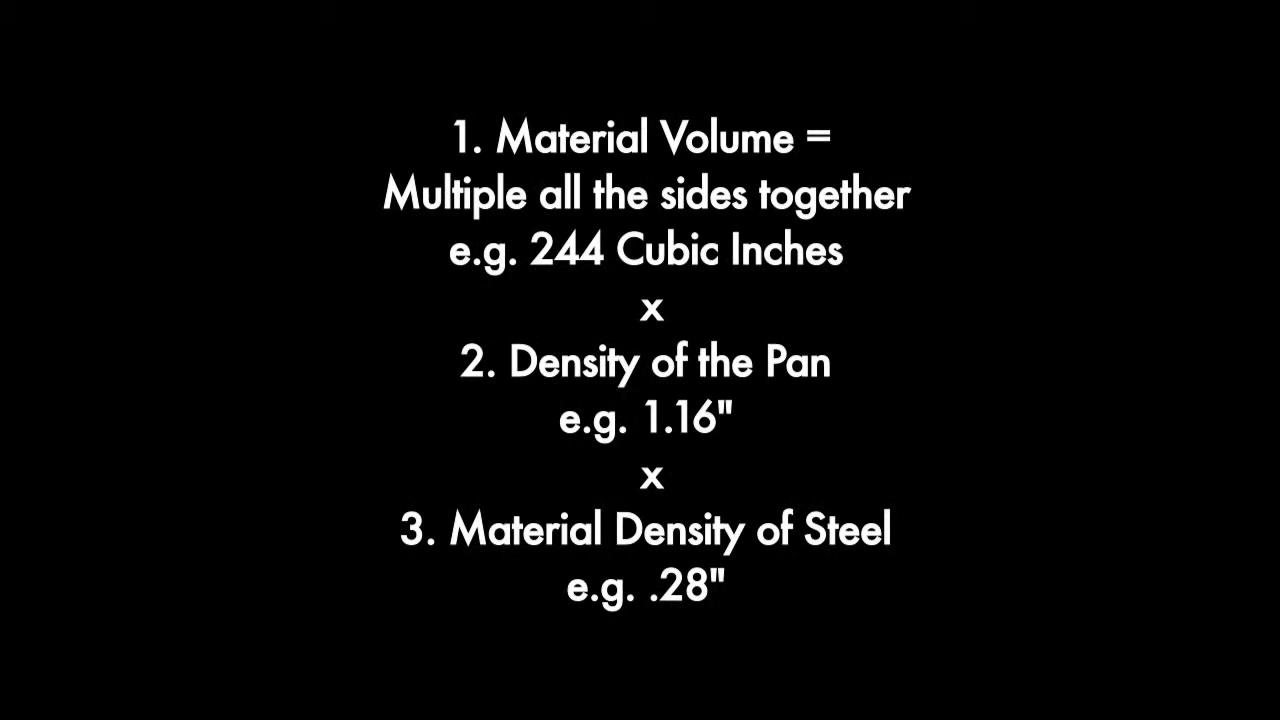 1. Material Volume =
Multiple all the sides together
e.g. 244 Cubic Inches
x
2. Density of the Pan
e.g. 1.16"
x
3. Material Density of Steel
e.g. .28"